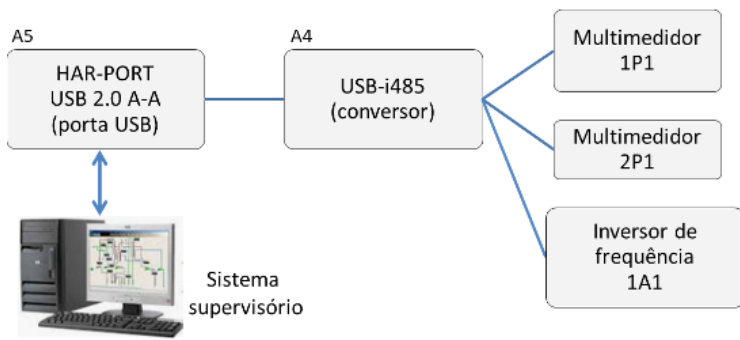 A5
HAR-PORT
USB 2.0 A-A
(porta USB)
A4
USB-i485
(conversor)
Multimedidor
1P1
Multimedidor
2P1
Inversor de
frequência
1A1
Sistema
supervisório